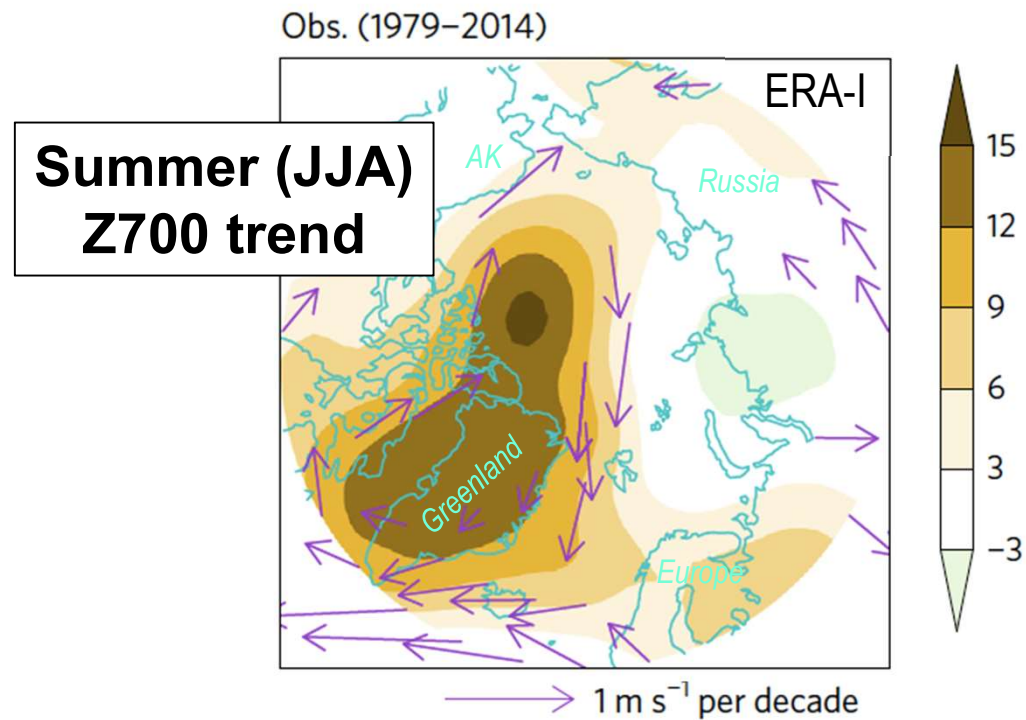 Obs. (1979–2014)
ERA-I
Summer (JJA)
Z700 trend
AK
Russia
Greenland
Europe
15
12
9
6
3
−3
1 m s⁻¹ per decade